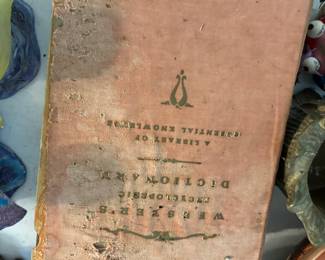 WEBSTER'S
ENCYCLOPEDIC
DICTIONARY
A LIBRARY OF
ESSENTIAL KNOWLEDGE